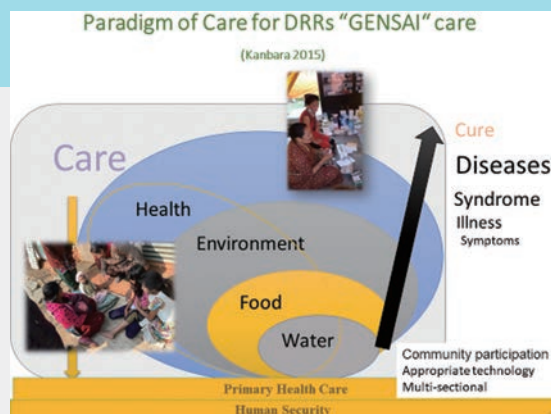 Paradigm of Care for DRRs “GENSAI“ care
(Kanbara 2015)
Care
Health
Environment
Food
Water
Cure
Diseases
Syndrome
Illness
Symptoms
Community participation
Appropriate technology
Multi-sectional
Primary Health Care
Human Security